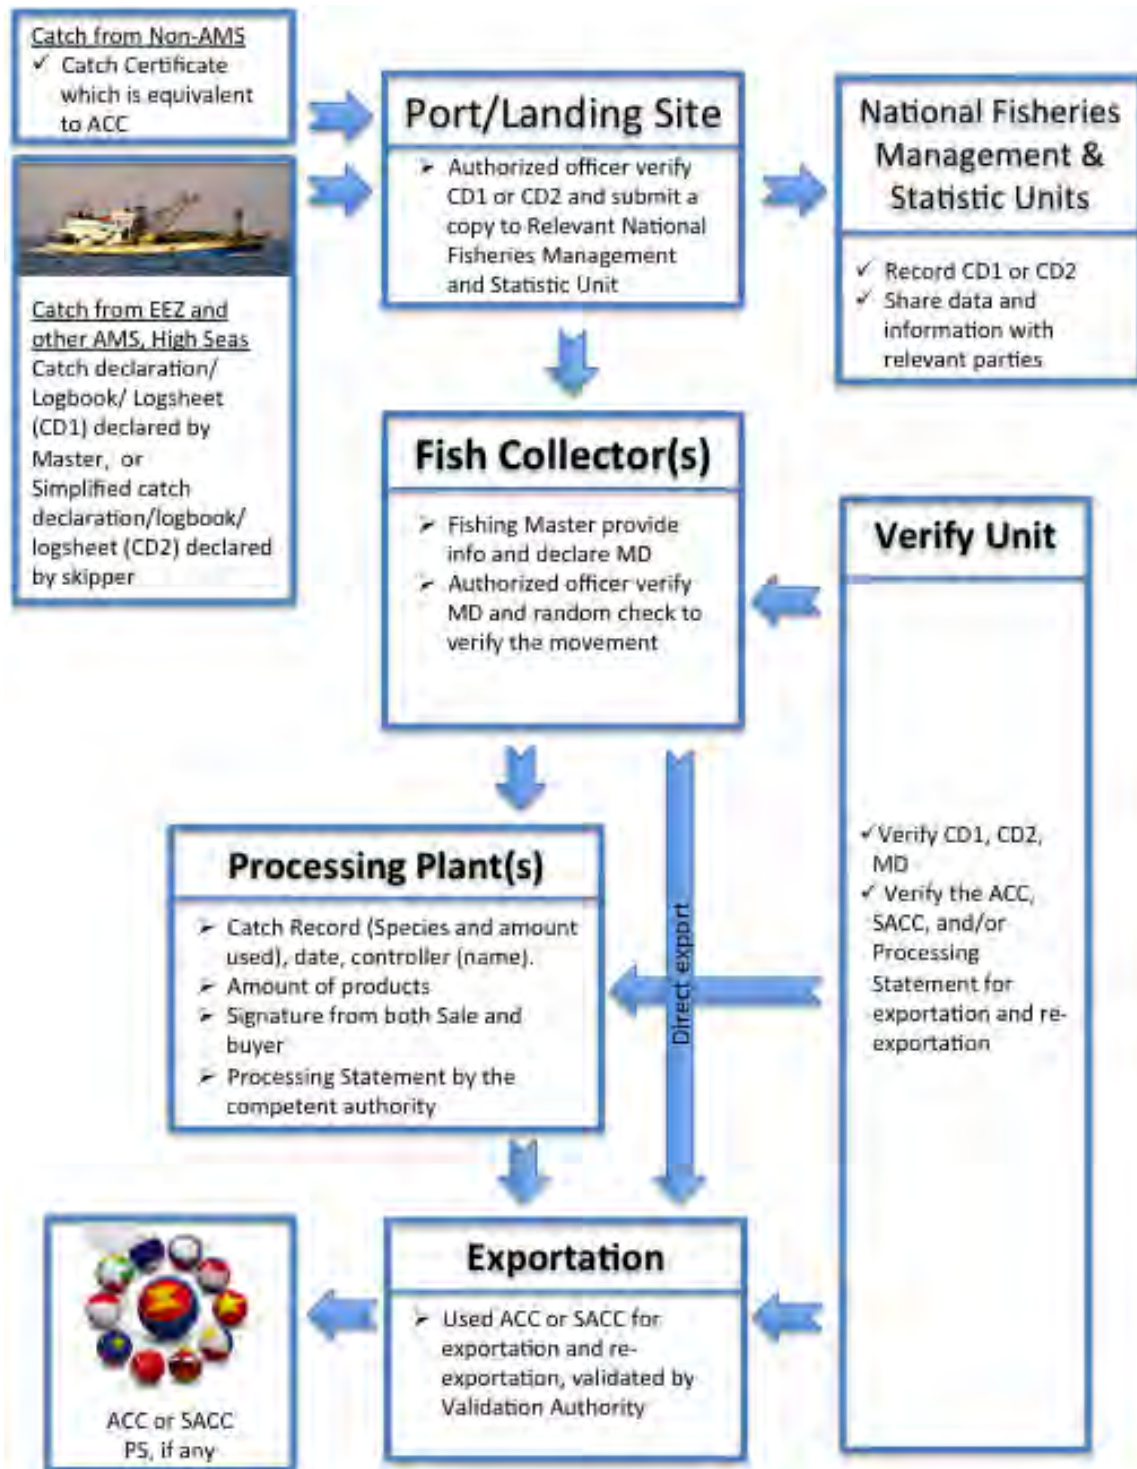 Catch from Non-AMS
✓ Catch Certificate
which is equivalent
to ACC
Catch from EEZ and
other AMS, High Seas
Catch declaration/
Logbook/ Logsheet
(CD1) declared by
Master, or
Simplified catch
declaration/logbook/
logsheet (CD2) declared
by skipper
Port/Landing Site
➢ Authorized officer verify
CD1 or CD2 and submit a
copy to Relevant National
Fisheries Management
and Statistic Unit
National Fisheries
Management &
Statistic Units
✓ Record CD1 or CD2
✓ Share data and
information with
relevant parties
Fish Collector(s)
➢ Fishing Master provide
info and declare MD
➢ Authorized officer verify
MD and random check to
verify the movement
Verify Unit
✓ Verify CD1, CD2,
MD
✓ Verify the ACC,
SACC, and/or
Processing
Statement for
exportation and re-
exportation
Processing Plant(s)
➢ Catch Record (Species and amount
used), date, controller (name).
➢ Amount of products
➢ Signature from both Sale and
buyer
➢ Processing Statement by the
competent authority
Direct export
Exportation
➢ Used ACC or SACC for
exportation and re-
exportation, validated by
Validation Authority
ACC or SACC
PS, if any